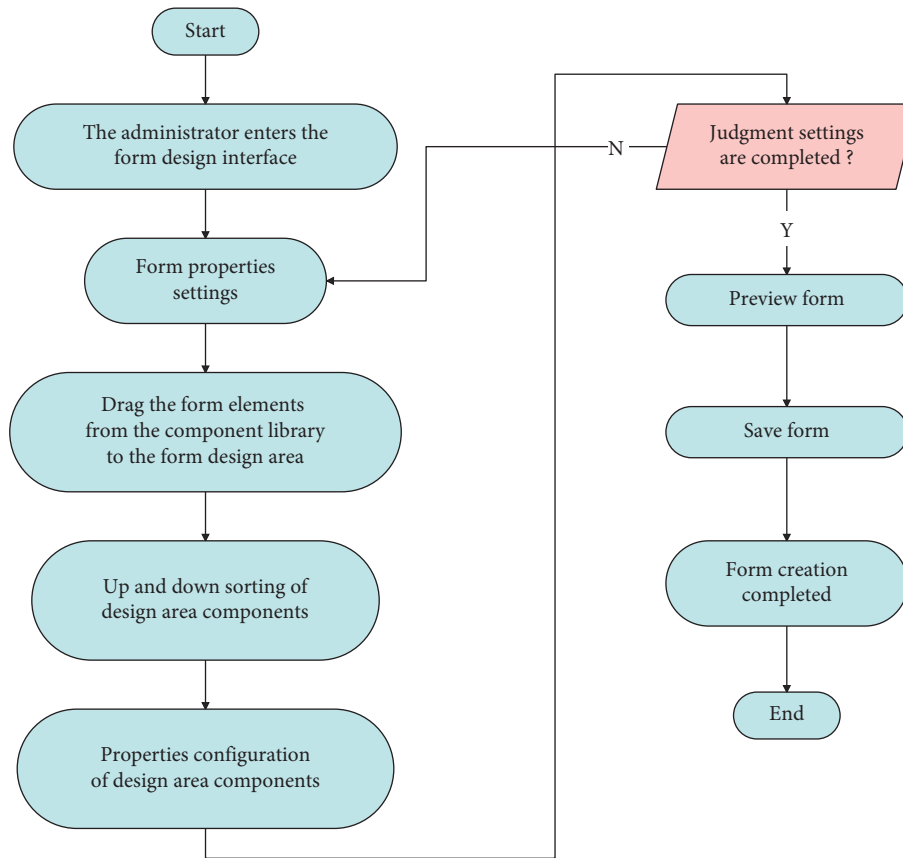 Start
The administrator enters the
form design interface
Form properties
settings
Drag the form elements
from the component library
to the form design area
Up and down sorting of
design area components
Properties configuration
of design area components
Judgment settings
are completed ?
N
Y
Preview form
Save form
Form creation
completed
End